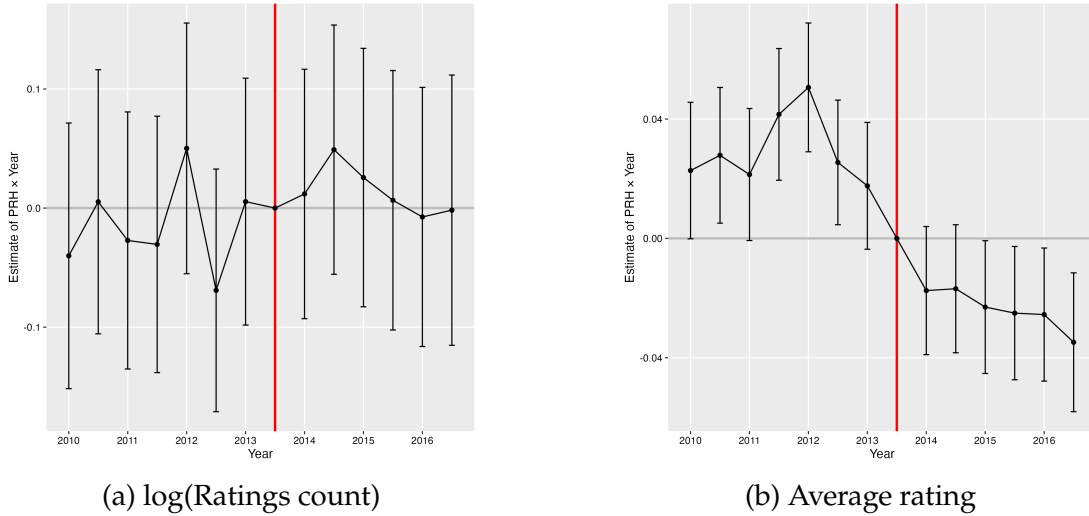 Estimate of PRH × Year
0.1
0.0
-0.1
2010 2011 2012 2013 2014 2015 2016
Year
(a) log(Ratings count)
Estimate of PRH × Year
0.04
0.00
-0.04
2010 2011 2012 2013 2014 2015 2016
Year
(b) Average rating